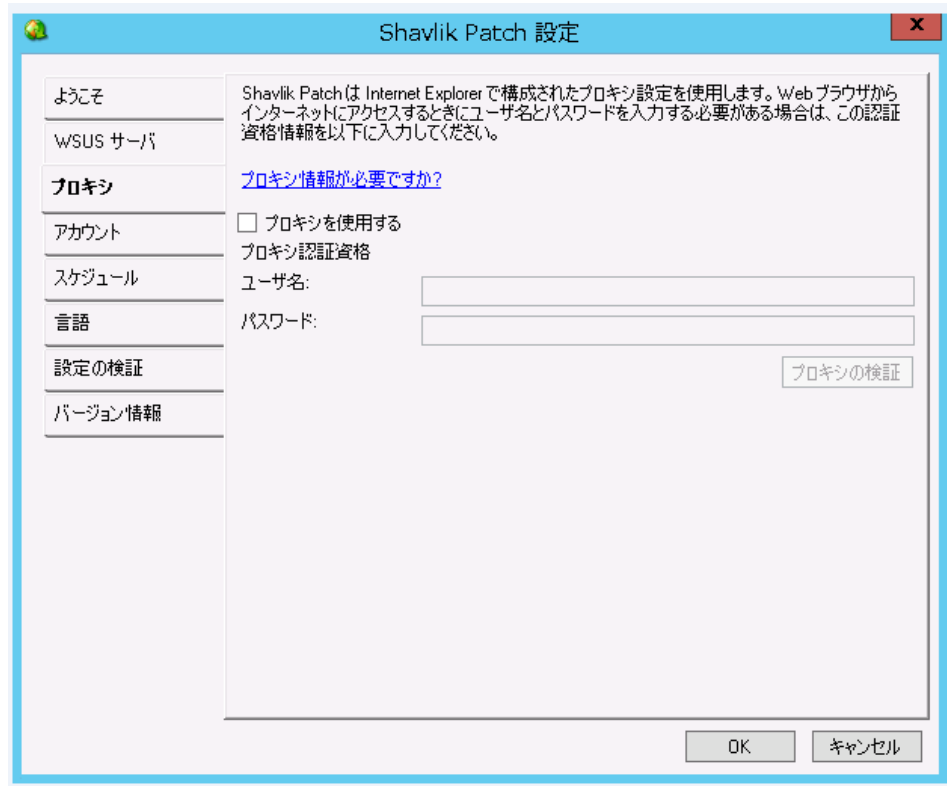 Shavlik Patch 設定
x
ようこそ
WSUS サーバ
プロキシ
アカウント
スケジュール
言語
設定の検証
バージョン情報
Shavlik Patch は Internet Explorer で構成されたプロキシ設定を使用します。Web ブラウザから
インターネットにアクセスするときにユーザ名とパスワードを入力する必要がある場合は、この認証
資格情報を以下に入力してください。
プロキシ情報が必要ですか?
プロキシを使用する
プロキシ認証資格
ユーザ名:
パスワード:
プロキシの検証
OK
キャンセル